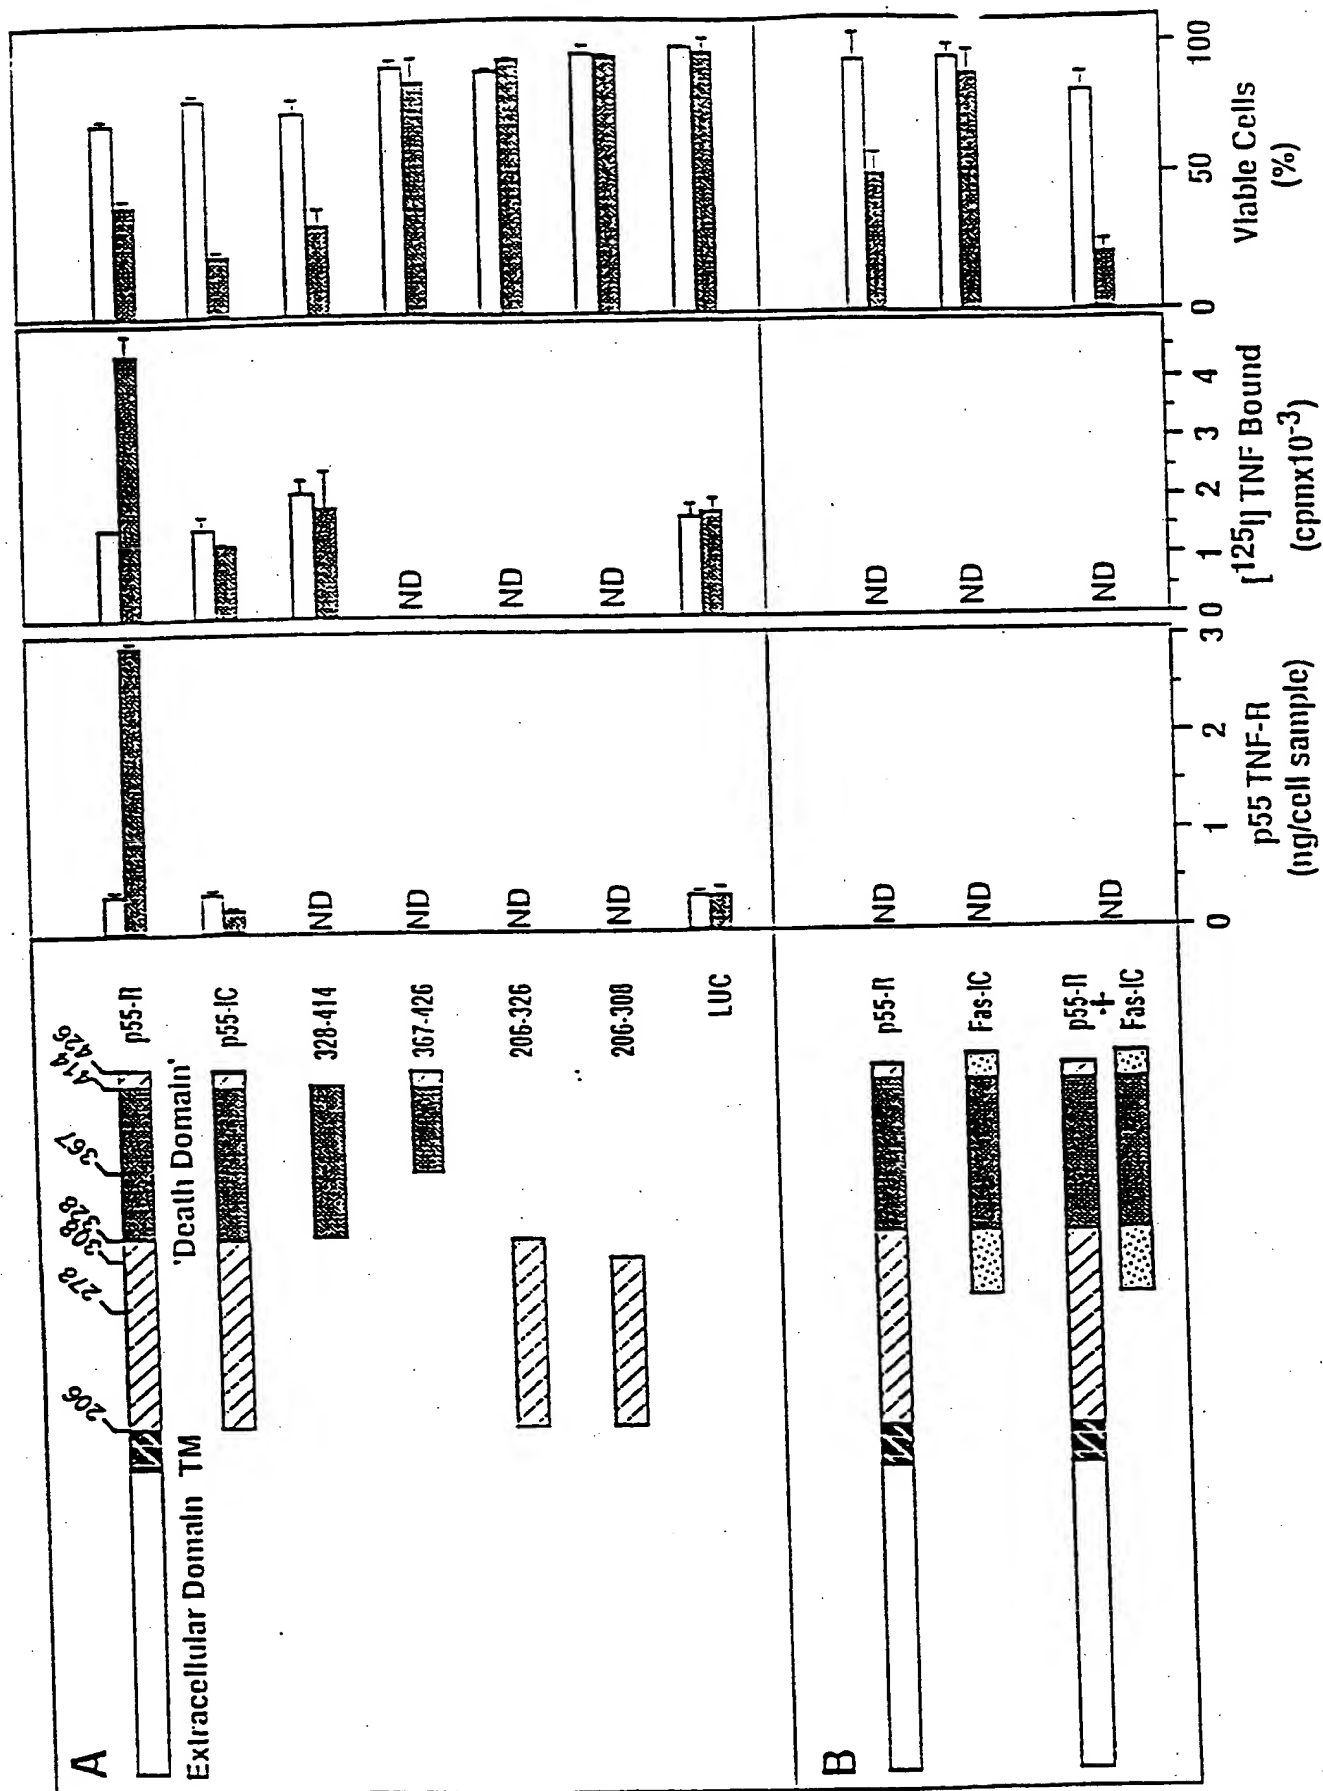 A
206
278
308
328
367
414
426
Extracellular Domain TM 'Death Domain'
p55-R
p55-IC
328-414
ND
ND
367-426
ND
ND
206-326
ND
ND
206-308
ND
ND
LUC
B
p55-R
ND
ND
Fas-IC
ND
ND
p55-R
+
Fas-IC
ND
ND
0 1 2 3
p55 TNF-R
(ng/cell sample)
0 1 2 3 4
[125I] TNF Bound
(cpmx10-3)
0 50 100
Viable Cells
(%)